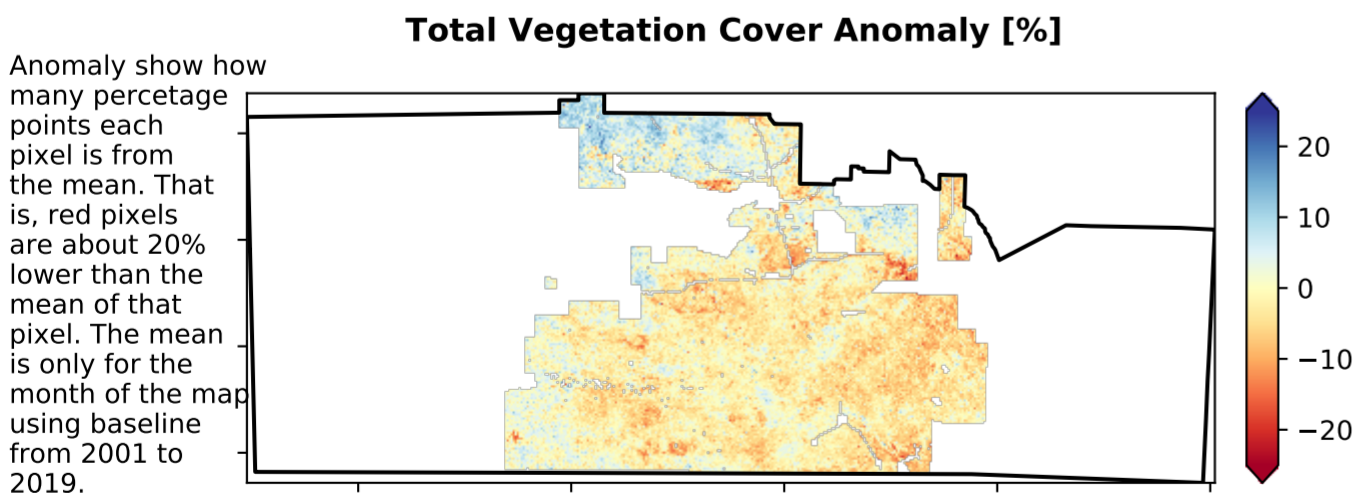 Total Vegetation Cover Anomaly [%]
Anomaly show how
many percetage
points each
pixel is from
the mean. That
is, red pixels
are about 20%
lower than the
mean of that
pixel. The mean
is only for the
month of the map
using baseline
from 2001 to
2019.
20
10
0
−10
−20